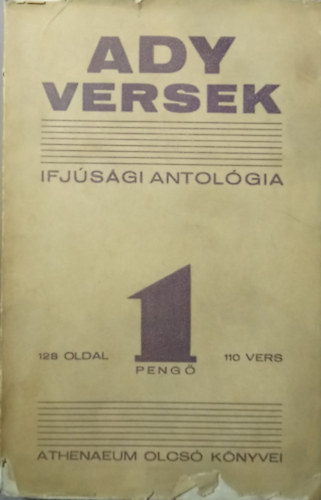 ADY
VERSEK
IFJÚSÁGI ANTOLÓGIA
1
128 OLDAL
PENGŐ
110 VERS
ATHENAEUM OLCSÓ KÖNYVEI